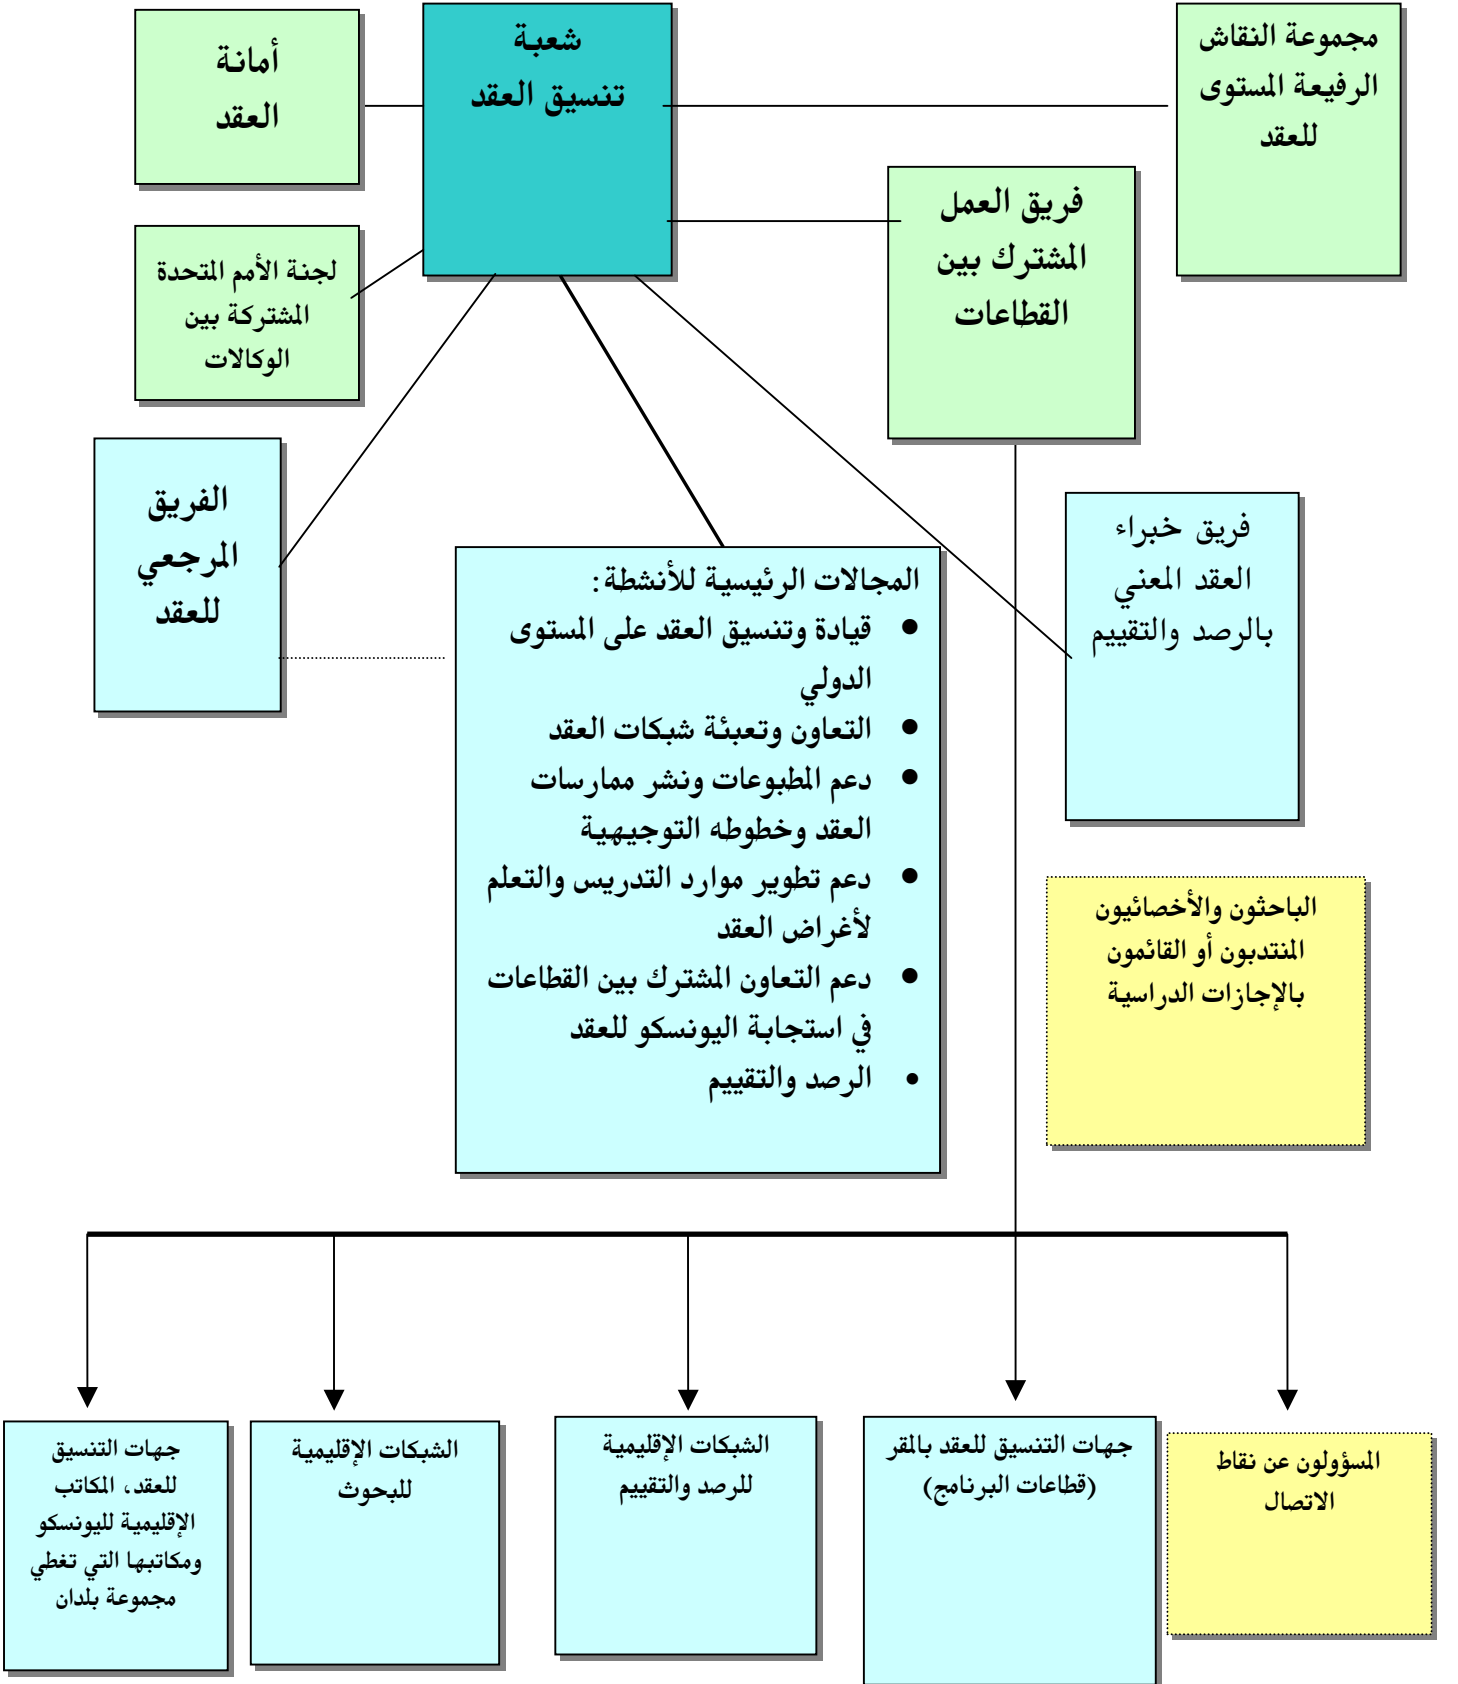 مجموعة النقاش
الرفيعة المستوى
للعقد
شعبة
تنسيق العقد
أمانة
العقد
فريق العمل
المشترك بين
القطاعات
لجنة الأمم المتحدة
المشتركة بين
الوكالات
الفريق
المرجعي
للعقد
فريق خبراء
العقد المعني
بالرصد والتقييم
المجالات الرئيسية للأنشطة:
• قيادة وتنسيق العقد على المستوى
الدولي
• التعاون وتعبئة شبكات العقد
• دعم المطبوعات ونشر ممارسات
العقد وخطوطه التوجيهية
• دعم تطوير موارد التدريس والتعلم
لأغراض العقد
• دعم التعاون المشترك بين القطاعات
في استجابة اليونسكو للعقد
• الرصد والتقييم
الباحثون والأخصائيون
المنتدبون أو القائمون
بالإجازات الدراسية
المسؤولون عن نقاط
الاتصال
جهات التنسيق للعقد بالمقر
(قطاعات البرنامج)
الشبكات الإقليمية
للرصد والتقييم
الشبكات الإقليمية
للبحوث
جهات التنسيق
للعقد، المكاتب
الإقليمية لليونسكو
ومكاتبها التي تغطي
مجموعة بلدان